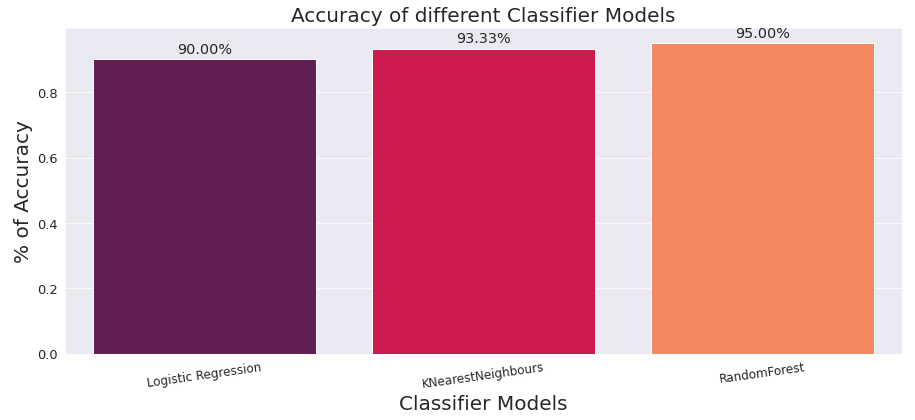 Accuracy of different Classifier Models
90.00%
93.33%
95.00%
% of Accuracy
0.8
0.6
0.4
0.2
0.0
Logistic Regression
KNearestNeighbours
RandomForest
Classifier Models